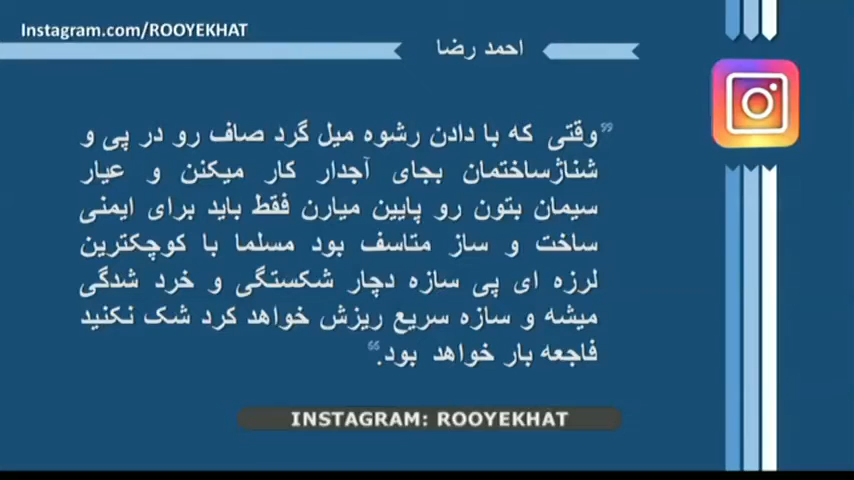 Instagram.com/ROOYEKHAT
احمد رضا
”وقتی که با دادن رشوه میل گرد صاف رو در پی و
شناژساختمان بجای آجدار کار میکنن و عیار
سیمان بتون رو پایین میارن فقط باید برای ایمنی
ساخت و ساز متاسف بود مسلما با کوچکترین
لرزه ای پی سازه دچار شکستگی و خرد شدگی
میشه و سازه سریع ریزش خواهد کرد شک نکنید
فاجعه بار خواهد بود.“
INSTAGRAM: ROOYEKHAT